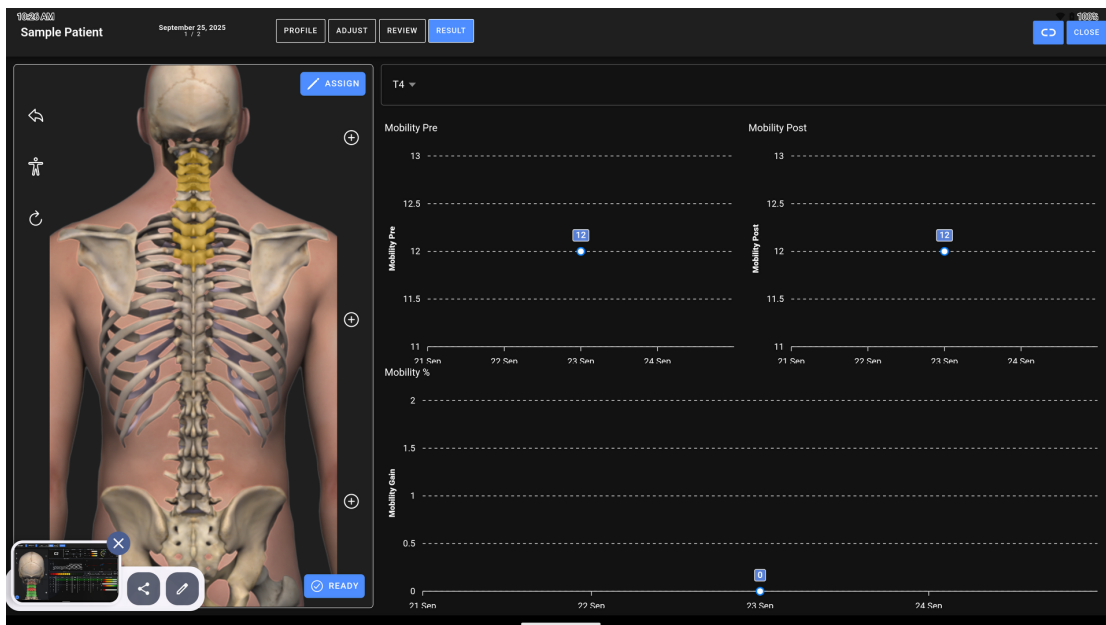 10:26 AM
100%
Sample Patient
September 25, 2025
1 / 2
PROFILE
ADJUST
REVIEW
RESULT
CLOSE
ASSIGN
T4
Mobility Pre
13
12.5
12
11.5
11
Mobility Pre
12
21 Sep
22 Sep
23 Sep
24 Sep
Mobility Post
13
12.5
12
11.5
11
Mobility Post
12
21 Sep
22 Sep
23 Sep
24 Sep
Mobility %
2
1.5
1
0.5
0
Mobility Gain
0
21 Sep
22 Sep
23 Sep
24 Sep
READY